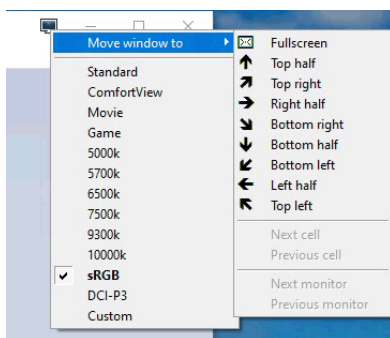 Move window to
Standard
ComfortView
Movie
Game
5000k
5700k
6500k
7500k
9300k
10000k
sRGB
DCI-P3
Custom
Fullscreen
Top half
Top right
Right half
Bottom right
Bottom half
Bottom left
Left half
Top left
Next cell
Previous cell
Next monitor
Previous monitor